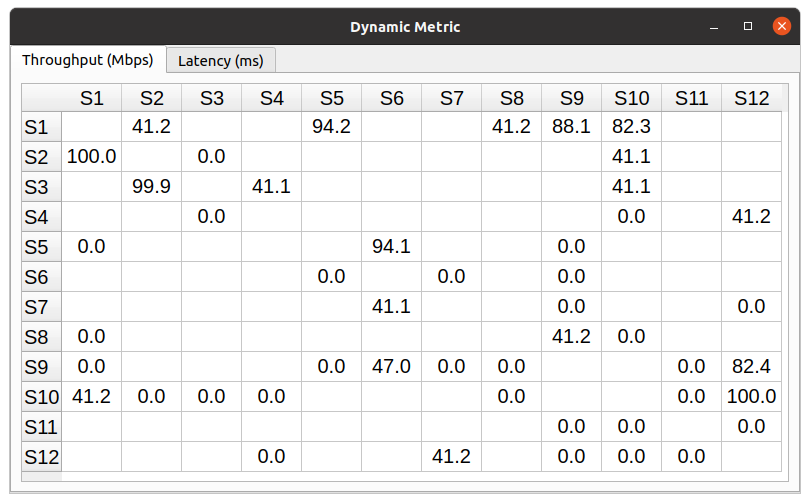 Dynamic Metric
Throughput (Mbps) Latency (ms)
S1 S2 S3 S4 S5 S6 S7 S8 S9 S10 S11 S12
S1 41.2 94.2 41.2 88.1 82.3
S2 100.0 0.0 41.1
S3 99.9 41.1 41.1
S4 0.0 0.0 41.2
S5 0.0 94.1 0.0
S6 0.0 0.0 0.0
S7 41.1 0.0 0.0
S8 0.0 41.2 0.0
S9 0.0 0.0 47.0 0.0 0.0 0.0 82.4
S10 41.2 0.0 0.0 0.0 0.0 0.0 100.0
S11 0.0 0.0 0.0
S12 0.0 41.2 0.0 0.0 0.0